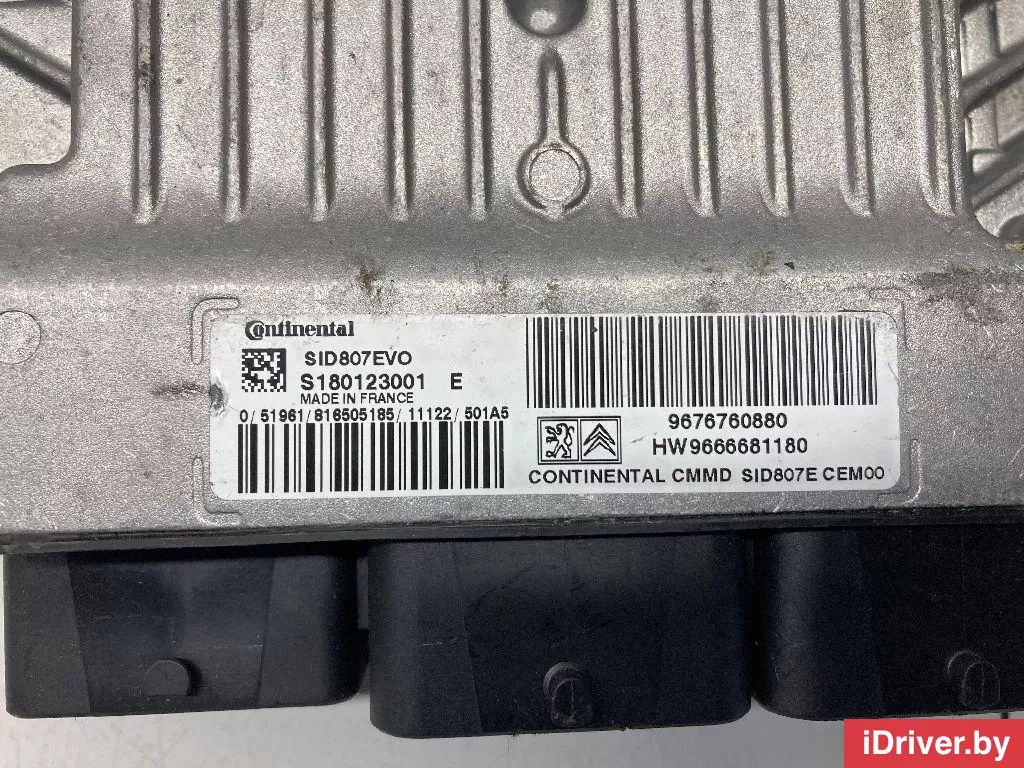 Continental
SID807EVO
S180123001 E
MADE IN FRANCE
0/51961/816505185/11122/501A5
9676760880
HW9666681180
CONTINENTAL CMMD SID807E CEM00
iDriver.by